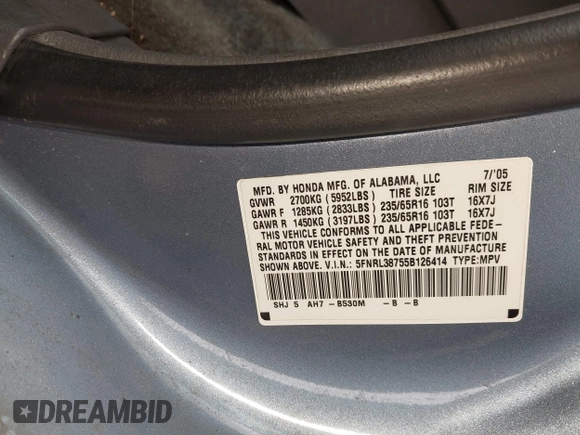 MFD. BY HONDA MFG. OF ALABAMA, LLC 7/'05
GVWR 2700KG (5952LBS) TIRE SIZE RIM SIZE
GAWR F 1285KG (2833LBS) 235/65R16 103T 16X7J
GAWR R 1450KG (3197LBS) 235/65R16 103T 16X7J
THIS VEHICLE CONFORMS TO ALL APPLICABLE FEDE-
RAL MOTOR VEHICLE SAFETY AND THEFT PREVENTION
STANDARDS IN EFFECT ON THE DATE OF MANUFACTURE
SHOWN ABOVE. V.I.N.: 5FNRL38755B126414 TYPE:MPV
SHJ 5 AH7 -B530M -B -B
DREAMBID